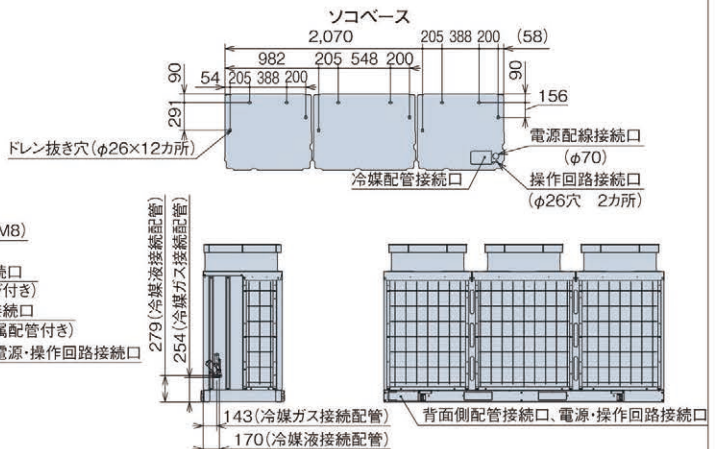 ソコベース
2,070
205 388 200 (58)
982
205 548 200
90
54 205 388 200
90
291
156
ドレン抜き穴(φ26×12カ所)
電源配線接続口
(φ70)
冷媒配管接続口
操作回路接続口
(φ26穴 2カ所)
M8)
続口
付き)
接続口
属配管付き)
電源・操作回路接続口
279(冷媒液接続配管)
254(冷媒ガス接続配管)
143(冷媒ガス接続配管)
170(冷媒液接続配管)
背面側配管接続口、電源・操作回路接続口